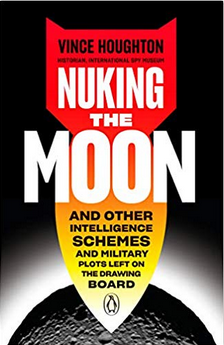 VINCE HOUGHTON
HISTORIAN, INTERNATIONAL SPY MUSEUM
NUKING
THE
MOON
AND OTHER
INTELLIGENCE
SCHEMES
AND MILITARY
PLOTS LEFT ON
THE DRAWING
BOARD